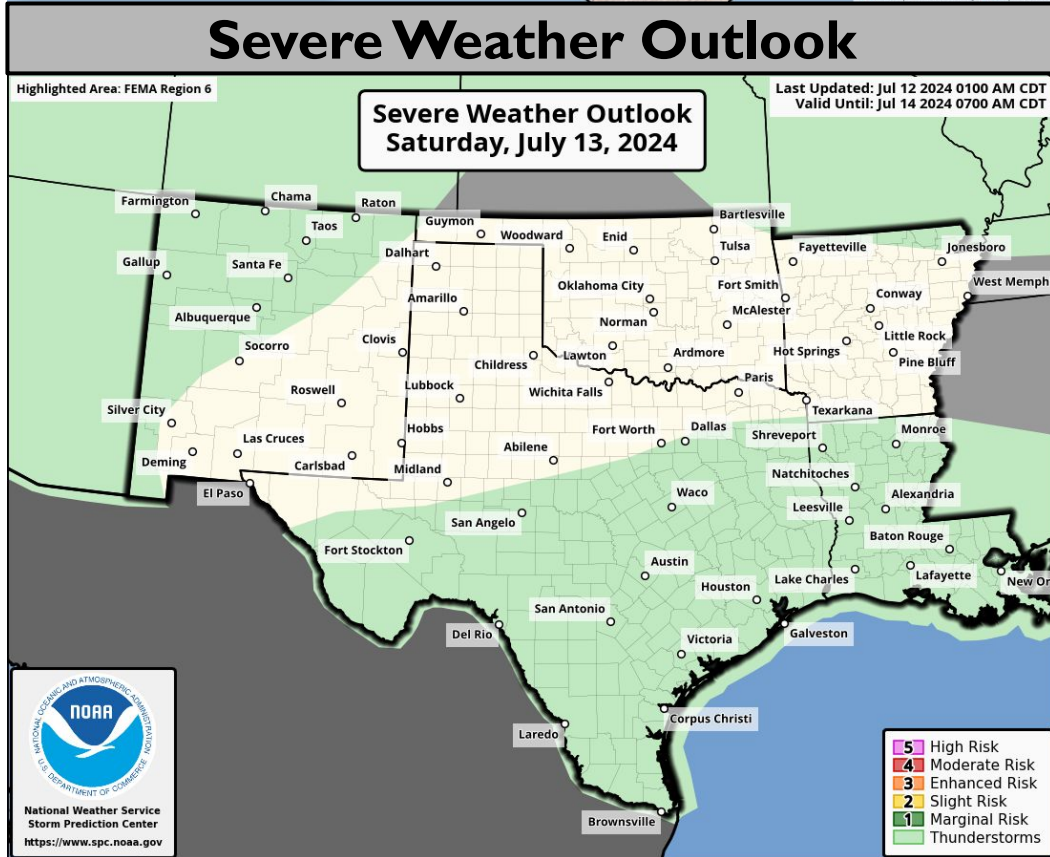 Severe Weather Outlook
Highlighted Area: FEMA Region 6
Last Updated: Jul 12 2024 0100 AM CDT
Valid Until: Jul 14 2024 0700 AM CDT
Severe Weather Outlook
Saturday, July 13, 2024
Farmington
Chama
Raton
Taos
Guymon
Woodward
Enid
Bartlesville
Tulsa
Fayetteville
Jonesboro
Gallup
Santa Fe
Dalhart
Albuquerque
Amarillo
Oklahoma City
Norman
Fort Smith
McAlester
Conway
West Memph
Socorro
Clovis
Childress
Lawton
Ardmore
Hot Springs
Little Rock
Pine Bluff
Silver City
Roswell
Lubbock
Wichita Falls
Paris
Texarkana
Deming
Las Cruces
Carlsbad
Hobbs
Midland
Abilene
Fort Worth
Dallas
Shreveport
Monroe
El Paso
San Angelo
Waco
Natchitoches
Leesville
Alexandria
Fort Stockton
Austin
Houston
Lake Charles
Baton Rouge
Lafayette
New Or
Del Rio
San Antonio
Victoria
Galveston
Laredo
Corpus Christi
Brownsville
NATIONAL OCEANIC AND ATMOSPHERIC ADMINISTRATION
NOAA
U.S. DEPARTMENT OF COMMERCE
National Weather Service
Storm Prediction Center
https://www.spc.noaa.gov
5 High Risk
4 Moderate Risk
3 Enhanced Risk
2 Slight Risk
1 Marginal Risk
Thunderstorms